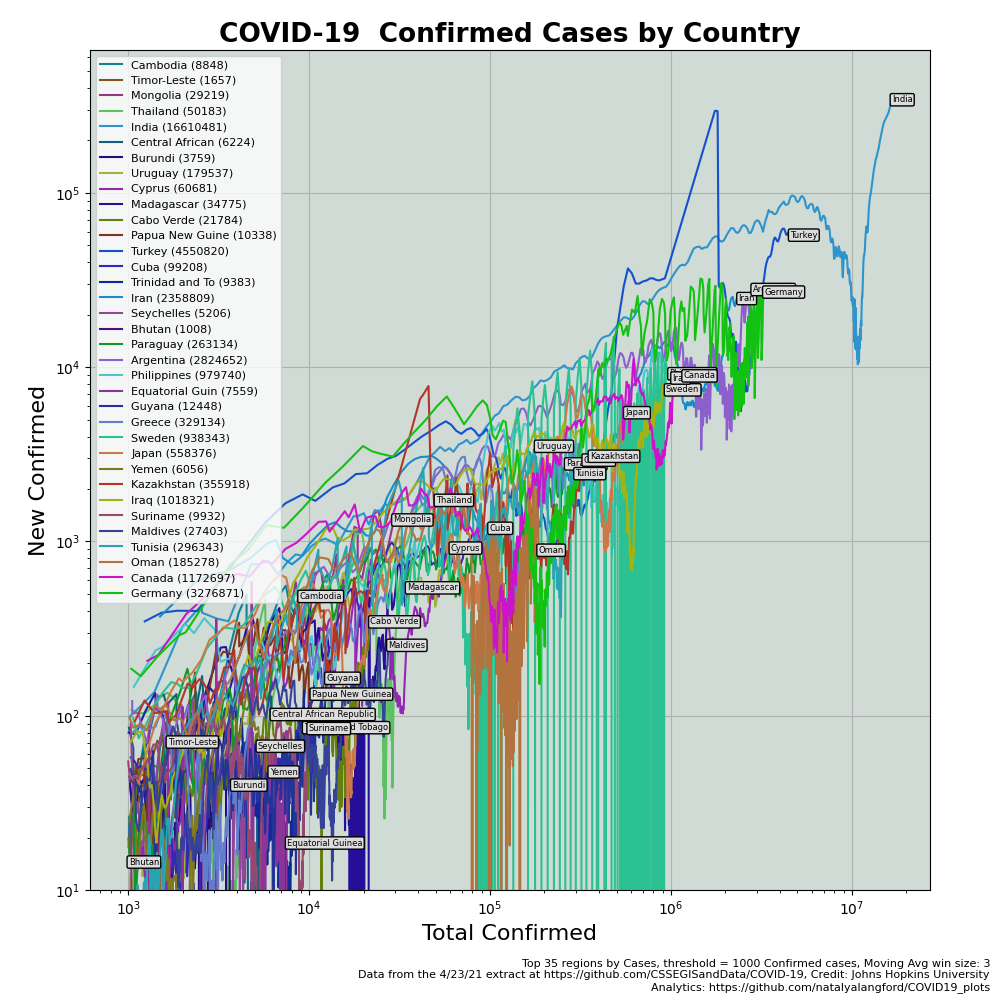 COVID-19  Confirmed Cases by Country
Cambodia (8848)
Timor-Leste (1657)
Mongolia (29219)
Thailand (50183)
India (16610481)
Central African (6224)
Burundi (3759)
Uruguay (179537)
Cyprus (60681)
Madagascar (34775)
Cabo Verde (21784)
Papua New Guine (10338)
Turkey (4550820)
Cuba (99208)
Trinidad and To (9383)
Iran (2358809)
Seychelles (5206)
Bhutan (1008)
Paraguay (263134)
Argentina (2824652)
Philippines (979740)
Equatorial Guin (7559)
Guyana (12448)
Greece (329134)
Sweden (938343)
Japan (558376)
Yemen (6056)
Kazakhstan (355918)
Iraq (1018321)
Suriname (9932)
Maldives (27403)
Tunisia (296343)
Oman (185278)
Canada (1172697)
Germany (3276871)
India
Turkey
Iran
Germany
Canada
Sweden
Japan
Uruguay
Kazakhstan
Tunisia
Thailand
Mongolia
Cuba
Cyprus
Oman
Madagascar
Cambodia
Cabo Verde
Maldives
Guyana
Papua New Guinea
Central African Republic
Suriname
d Tobago
Timor-Leste
Seychelles
Yemen
Burundi
Equatorial Guinea
Bhutan
10^5
10^4
10^3
10^2
10^1
New Confirmed
10^3 10^4 10^5 10^6 10^7
Total Confirmed
Top 35 regions by Cases, threshold = 1000 Confirmed cases, Moving Avg win size: 3
Data from the 4/23/21 extract at https://github.com/CSSEGISandData/COVID-19, Credit: Johns Hopkins University
Analytics: https://github.com/natalyalangford/COVID19_plots